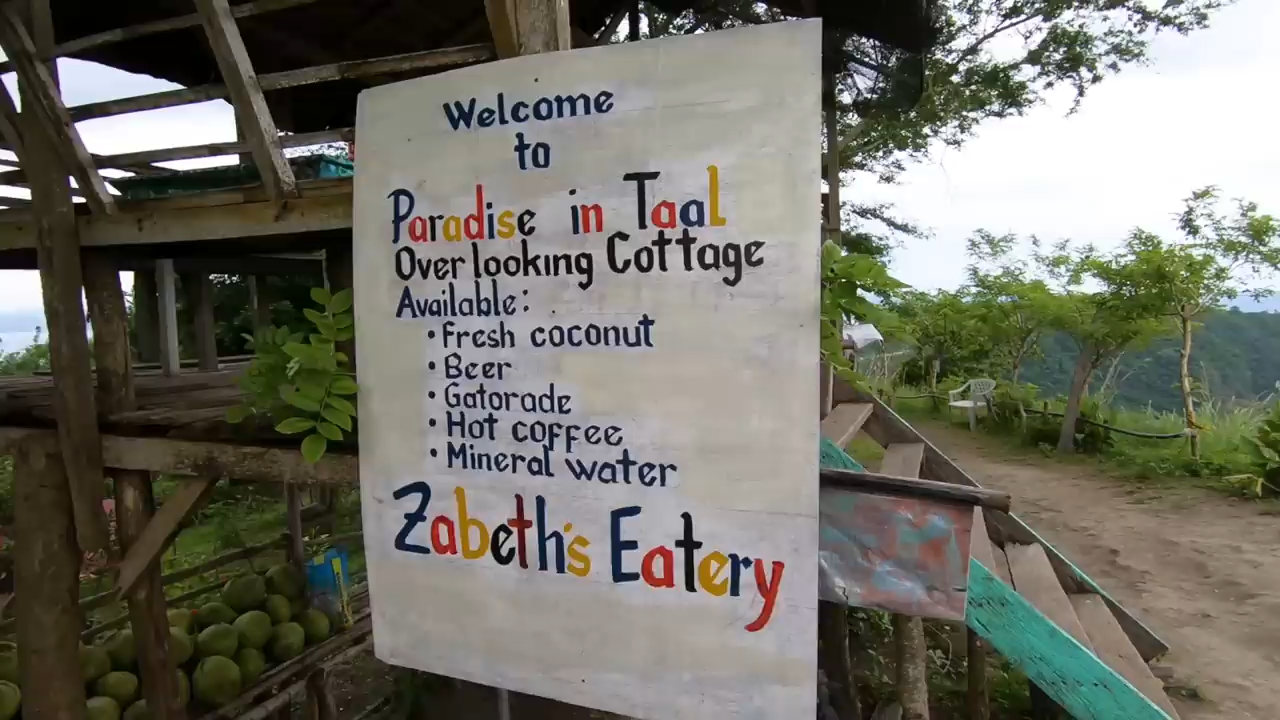 Welcome
to
Paradise in Taal
Overlooking Cottage
Available:
• Fresh coconut
• Beer
• Gatorade
• Hot coffee
• Mineral water
Zabeth's Eatery